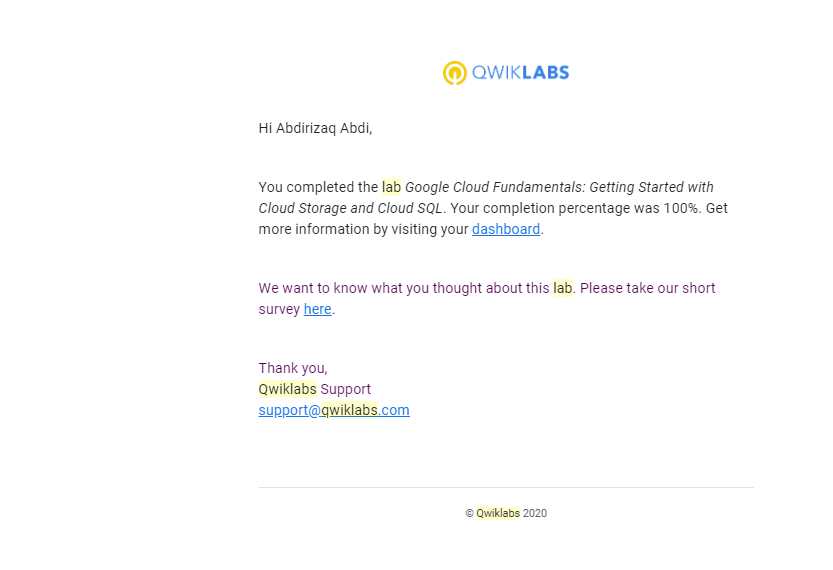 QWIKLABS
Hi Abdirizaq Abdi,
You completed the lab Google Cloud Fundamentals: Getting Started with
Cloud Storage and Cloud SQL. Your completion percentage was 100%. Get
more information by visiting your dashboard.
We want to know what you thought about this lab. Please take our short
survey here.
Thank you,
Qwiklabs Support
support@qwiklabs.com
© Qwiklabs 2020